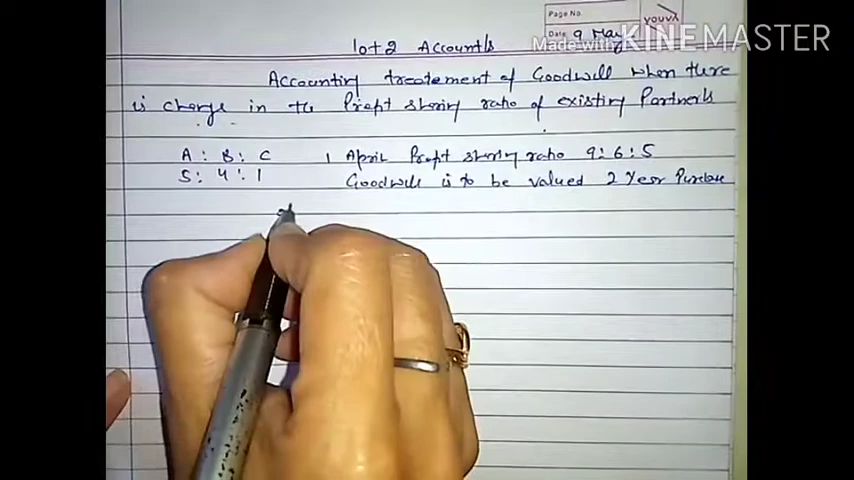 Page No.
Date 9 May
YOUVA
Made with KINEMASTER
10+2 Accounts
Accounting treatement of Goodwill when there
is change in the Profit sharing ratio of existing Partners
A : B : C 1 April Profit sharing ratio 9:6:5
5: 4 : 1 Goodwill is to be valued 2 Year Purchase